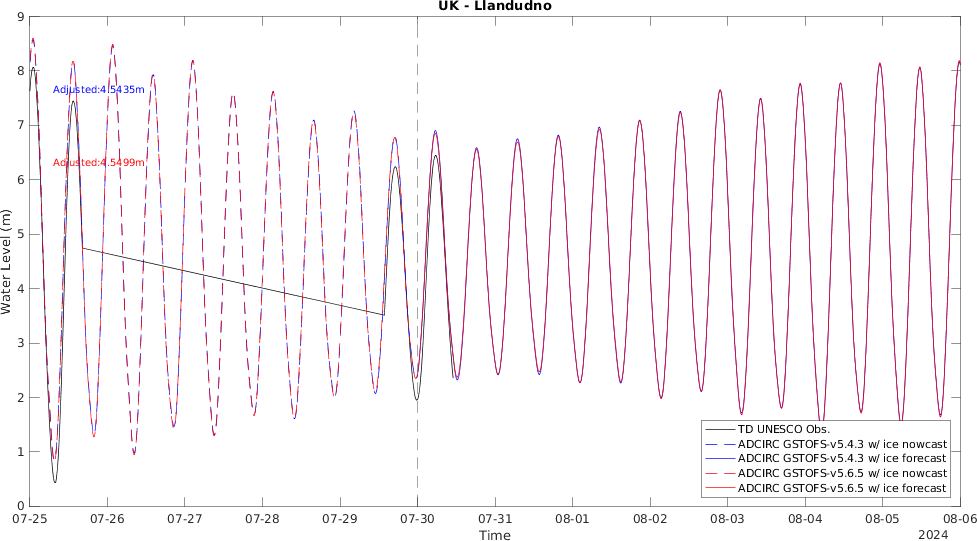 UK - Llandudno
9
8
7
6
5
4
3
2
1
0
Water Level (m)
Adjusted:4.5435m
Adjusted:4.5499m
TD UNESCO Obs.
ADCIRC GSTOFS-v5.4.3 w/ ice nowcast
ADCIRC GSTOFS-v5.4.3 w/ ice forecast
ADCIRC GSTOFS-v5.6.5 w/ ice nowcast
ADCIRC GSTOFS-v5.6.5 w/ ice forecast
07-25 07-26 07-27 07-28 07-29 07-30 07-31 08-01 08-02 08-03 08-04 08-05 08-06
Time
2024